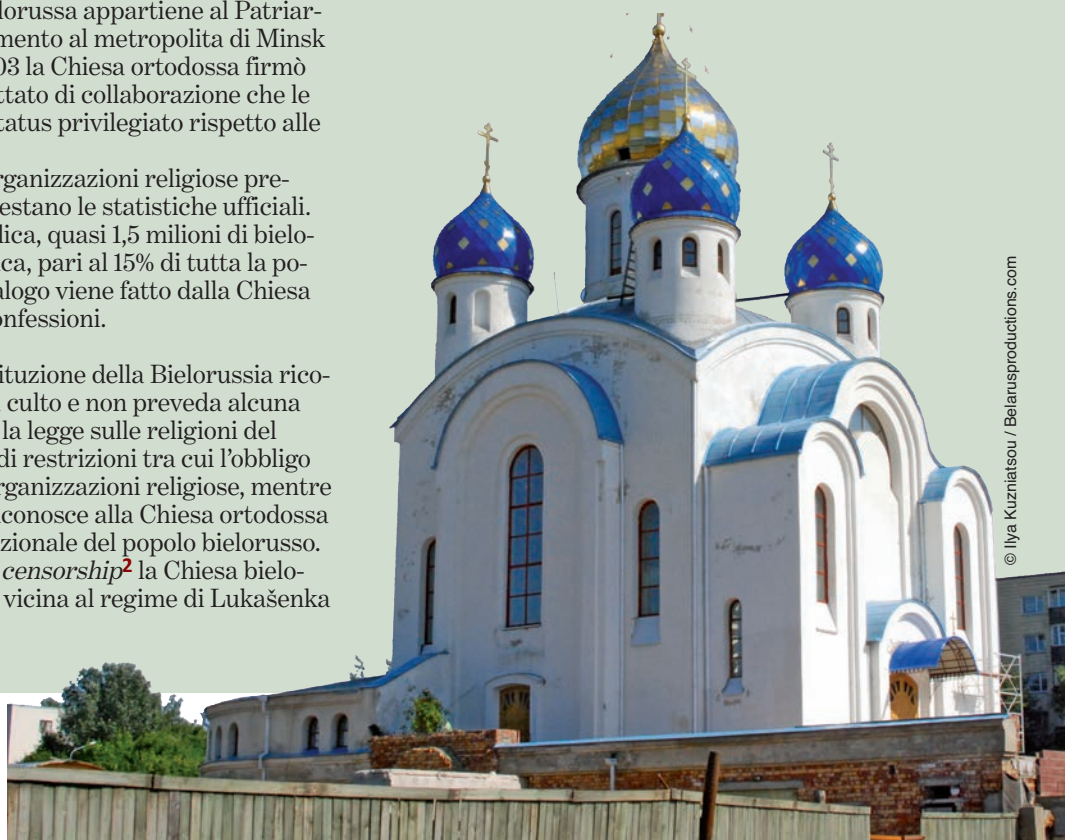 lorussa appartiene al Patriar-
mento al metropolita di Minsk
03 la Chiesa ortodossa firmò
ttato di collaborazione che le
tatus privilegiato rispetto alle
rganizzazioni religiose pre-
estano le statistiche ufficiali.
lica, quasi 1,5 milioni di bielo-
ca, pari al 15% di tutta la po-
alogo viene fatto dalla Chiesa
onfessioni.
ituzione della Bielorussia rico-
culto e non preveda alcuna
la legge sulle religioni del
di restrizioni tra cui l’obbligo
rganizzazioni religiose, mentre
conosce alla Chiesa ortodossa
zionale del popolo bielorusso.
censorship2 la Chiesa bielo-
vicina al regime di Lukašenka
© Ilya Kuzniatsou / Belarusproductions.com